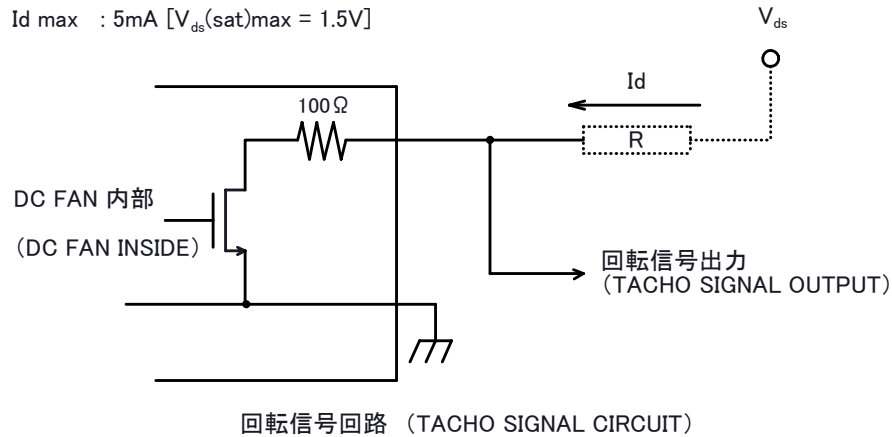 Id max : 5mA [Vds(sat)max = 1.5V]
Vds
Id
100Ω
R
DC FAN 内部
(DC FAN INSIDE)
回転信号出力
(TACHO SIGNAL OUTPUT)
回転信号回路 (TACHO SIGNAL CIRCUIT)